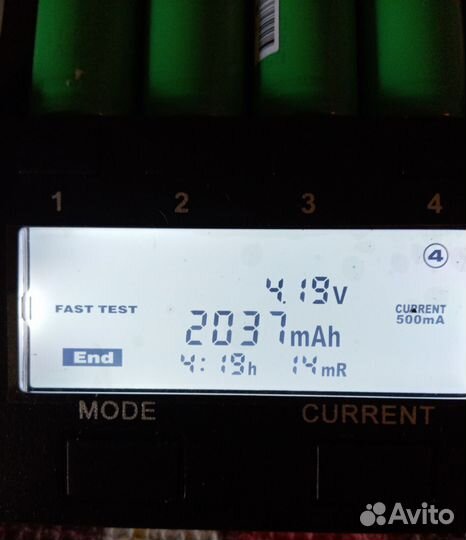 1 2 3 4
④
4.19V
FAST TEST
CURRENT
500mA
2037mAh
End
4:19h 14mR
MODE CURRENT
Avito